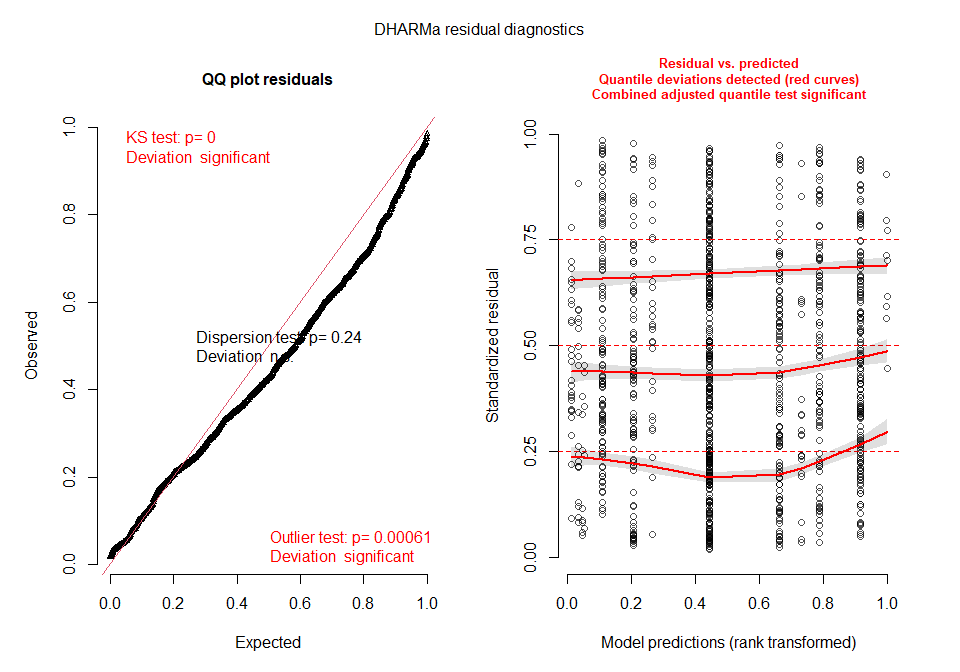 DHARMa residual diagnostics
QQ plot residuals
KS test: p= 0
Deviation significant
Dispersion test: p= 0.24
Deviation n.s.
Outlier test: p= 0.00061
Deviation significant
Observed
0.0 0.2 0.4 0.6 0.8 1.0
0.0 0.2 0.4 0.6 0.8 1.0
Expected
Residual vs. predicted
Quantile deviations detected (red curves)
Combined adjusted quantile test significant
Standardized residual
0.00 0.25 0.50 0.75 1.00
0.0 0.2 0.4 0.6 0.8 1.0
Model predictions (rank transformed)